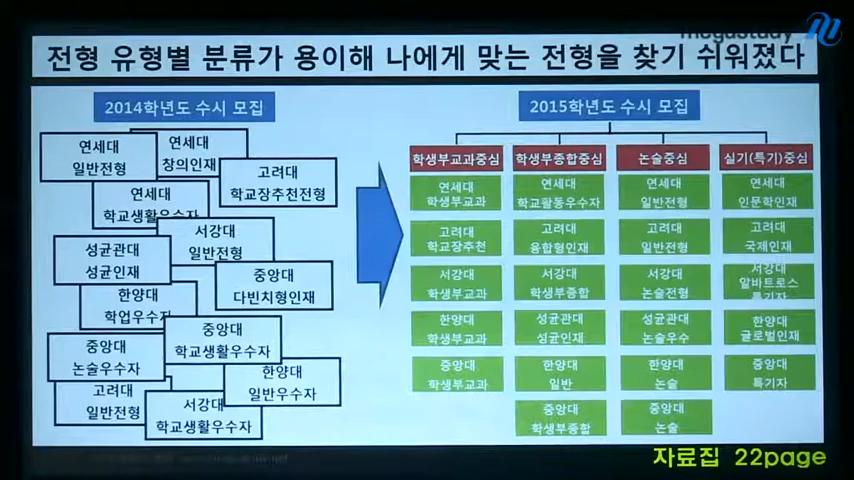 megastudy
전형 유형별 분류가 용이해 나에게 맞는 전형을 찾기 쉬워졌다
2014학년도 수시 모집
연세대
일반전형
연세대
창의인재
고려대
학교장추천전형
연세대
학교생활우수자
서강대
일반전형
성균관대
성균인재
중앙대
다빈치형인재
한양대
학업우수자
중앙대
학교생활우수자
중앙대
논술우수자
한양대
일반우수자
고려대
일반전형
서강대
학교생활우수자
2015학년도 수시 모집
학생부교과중심
연세대
학생부교과
고려대
학교장추천
서강대
학생부교과
한양대
학생부교과
중앙대
학생부교과
학생부종합중심
연세대
학교활동우수자
고려대
융합형인재
서강대
학생부종합
성균관대
성균인재
한양대
일반
중앙대
학생부종합
논술중심
연세대
일반전형
고려대
일반전형
서강대
논술전형
성균관대
논술우수
한양대
논술
중앙대
논술
실기(특기)중심
연세대
인문학인재
고려대
국제인재
서강대
알바트로스
특기자
한양대
글로벌인재
중앙대
특기자
자료집 22page